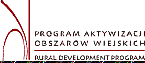 PROGRAM AKTYWIZACJI
OBSZARÓW WIEJSKICH
RURAL DEVELOPMENT PROGRAM